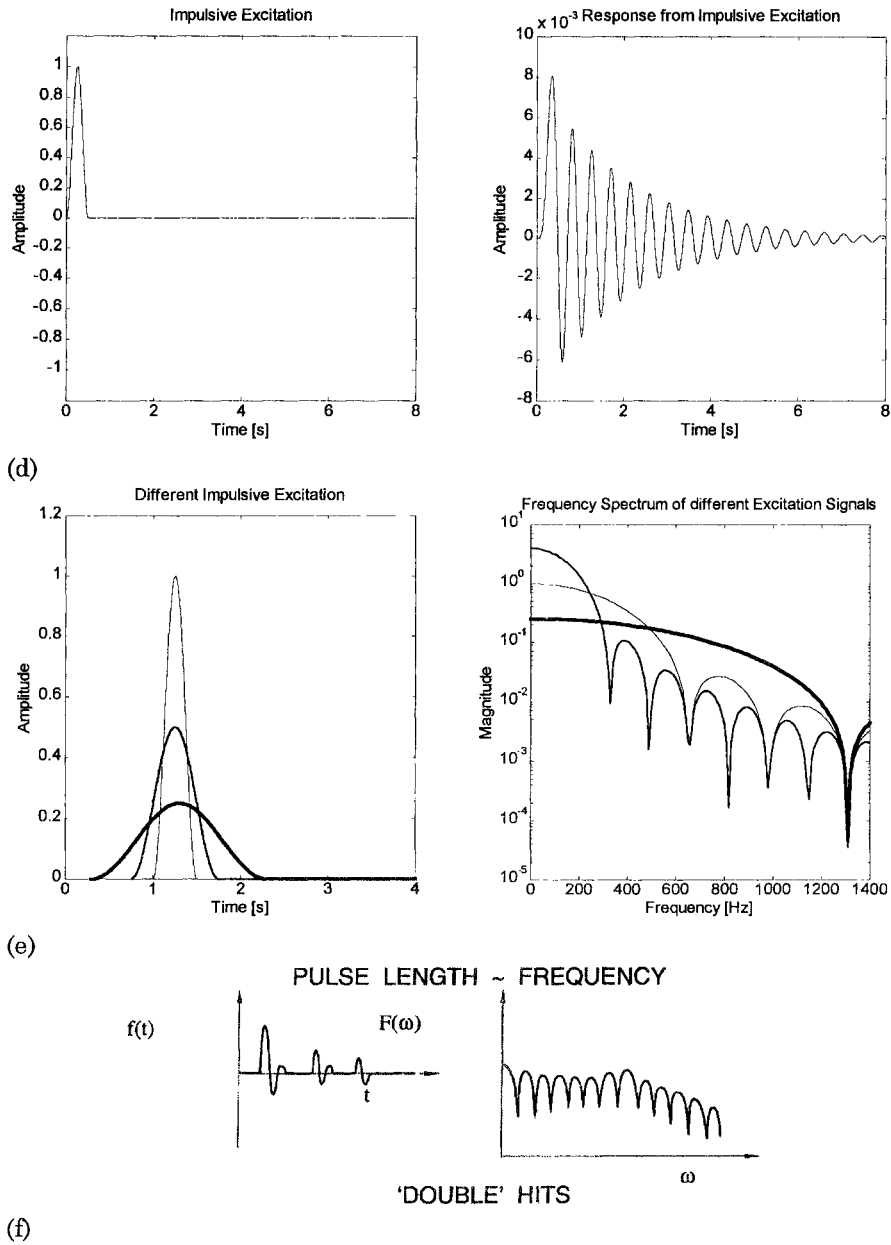 Impulsive Excitation
1
0.8
0.6
0.4
0.2
0
-0.2
-0.4
-0.6
-0.8
-1
Amplitude
0 2 4 6 8
Time [s]
10 x 10-3 Response from Impulsive Excitation
8
6
4
2
0
-2
-4
-6
-8
Amplitude
0 2 4 6 8
Time [s]
(d)
Different Impulsive Excitation
1.2
1
0.8
0.6
0.4
0.2
0
Amplitude
0 1 2 3 4
Time [s]
Frequency Spectrum of different Excitation Signals
10^1
10^0
10^-1
10^-2
10^-3
10^-4
10^-5
Magnitude
0 200 400 600 800 1000 1200 1400
Frequency [Hz]
(e)
PULSE LENGTH ~ FREQUENCY
f(t)
t
F(ω)
ω
'DOUBLE' HITS
(f)